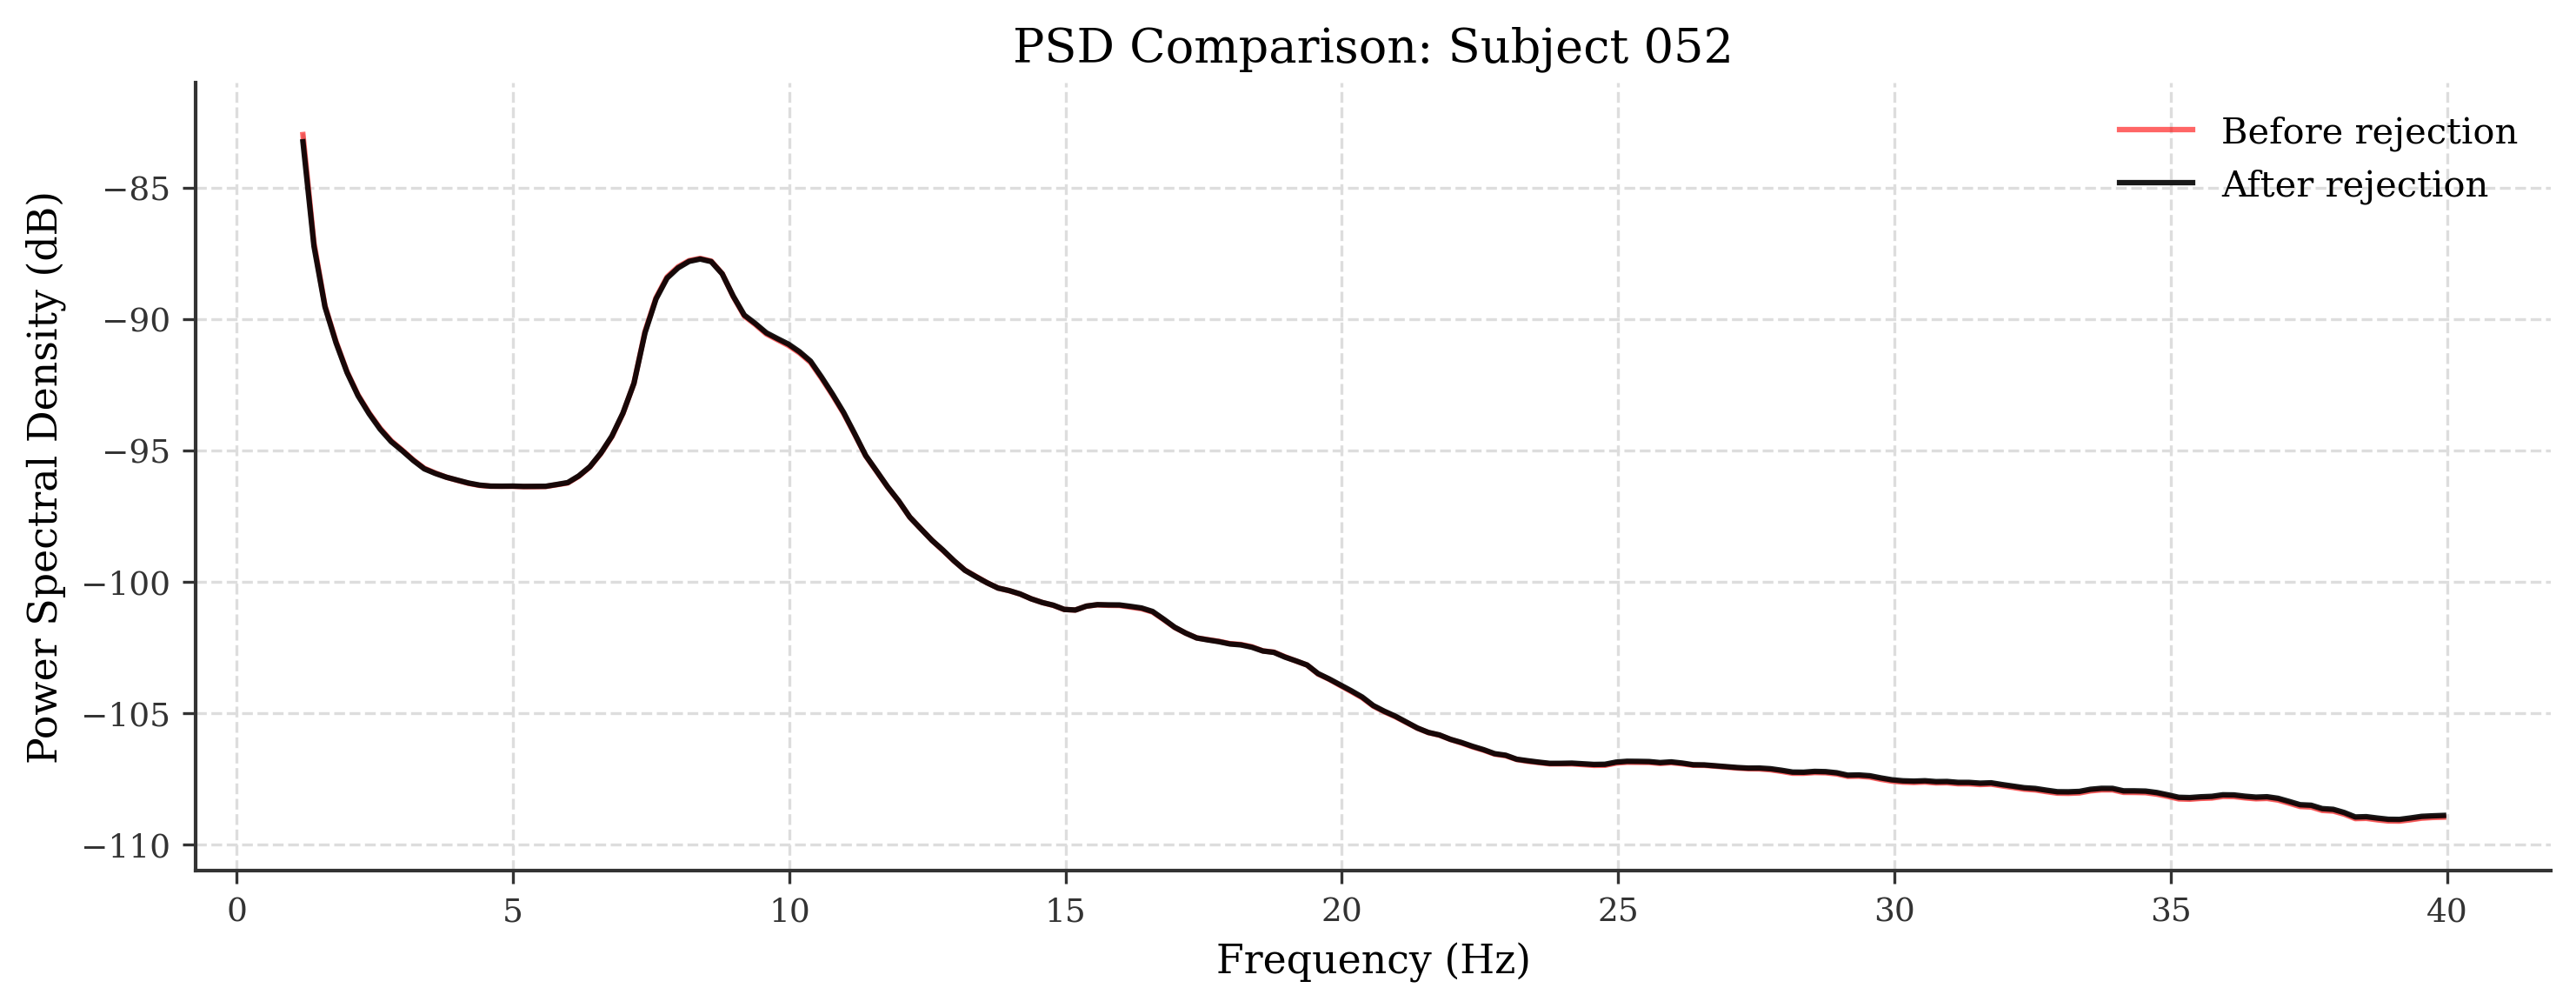 PSD Comparison: Subject 052
Before rejection
After rejection
Power Spectral Density (dB)
−85
−90
−95
−100
−105
−110
0 5 10 15 20 25 30 35 40
Frequency (Hz)